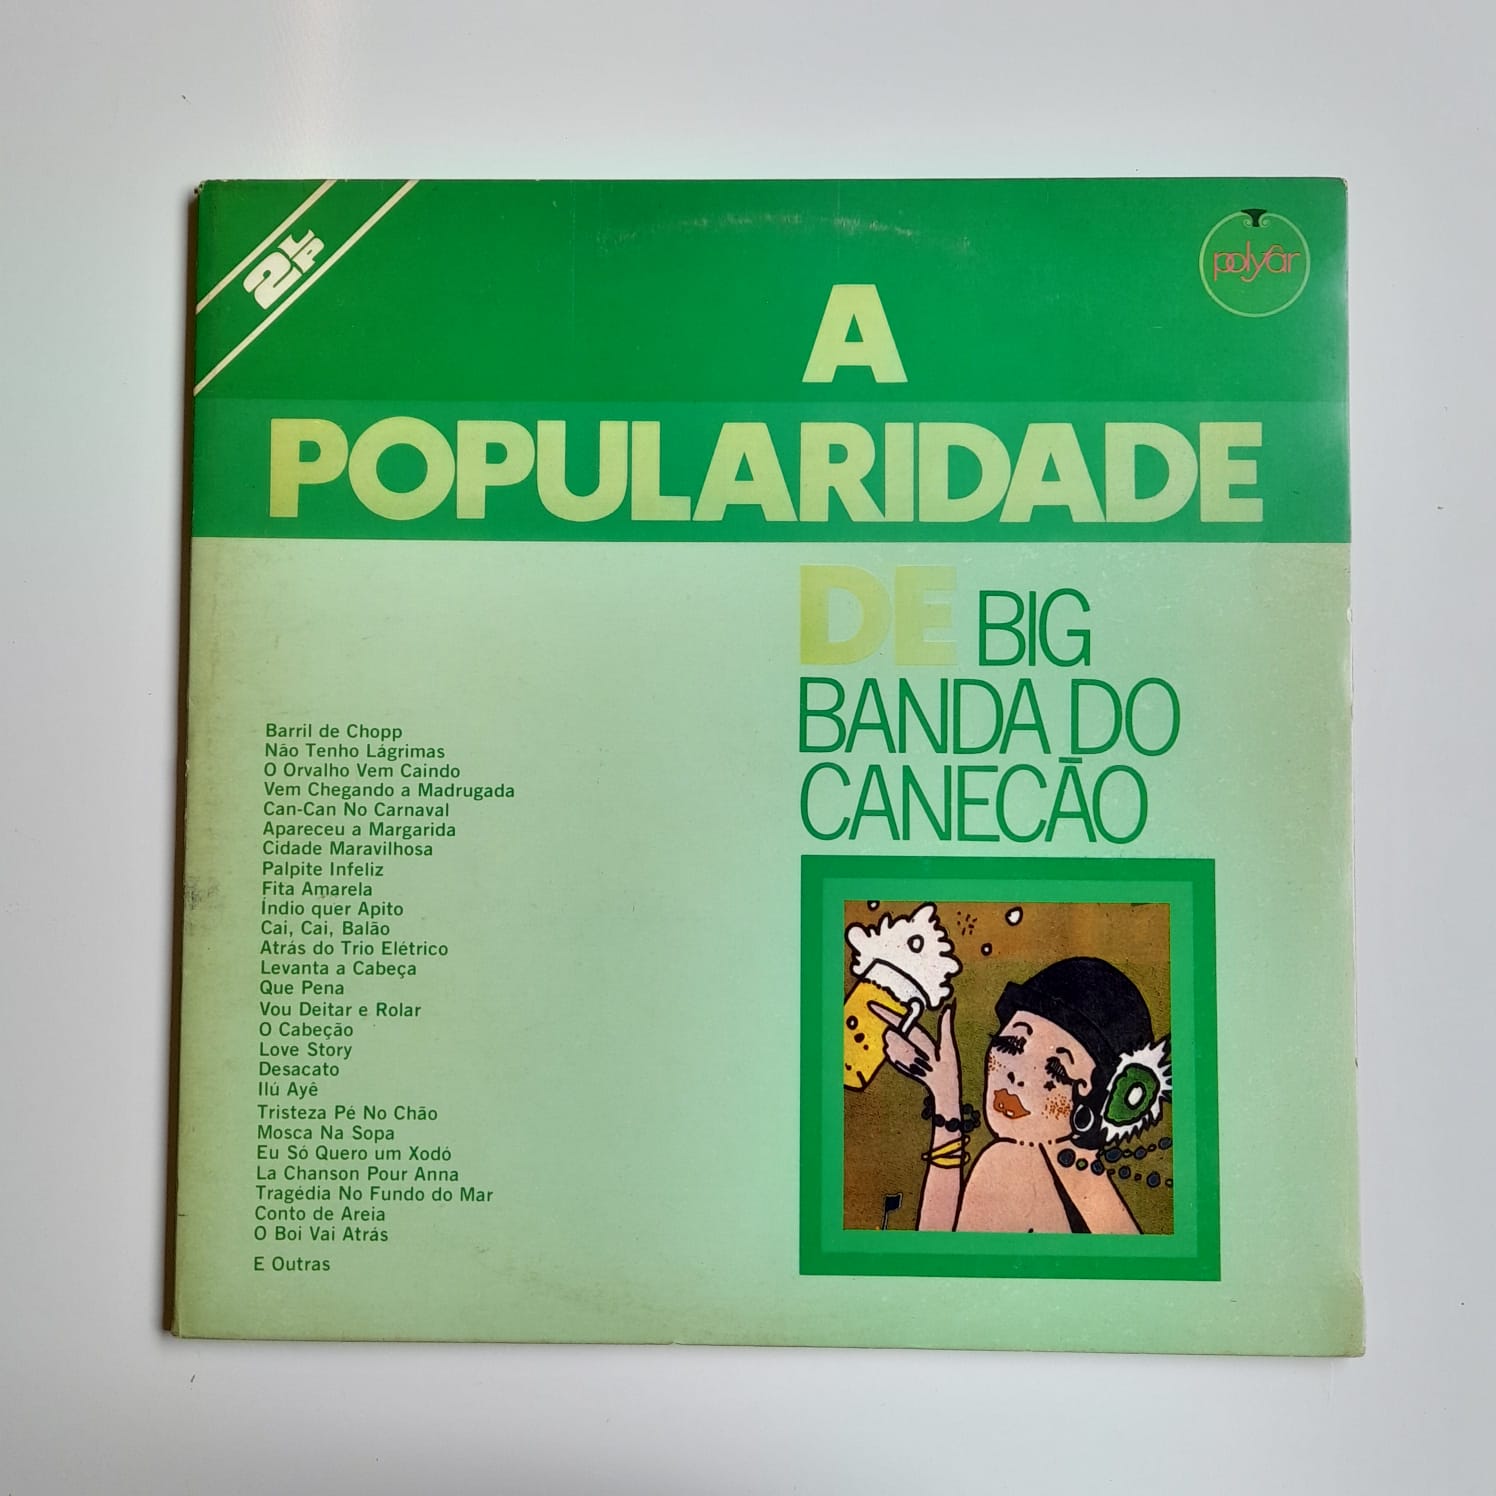 2 LP
polyfâr
A
POPULARIDADE
DE BIG
BANDA DO
CANECÃO
Barril de Chopp
Não Tenho Lágrimas
O Orvalho Vem Caindo
Vem Chegando a Madrugada
Can-Can No Carnaval
Apareceu a Margarida
Cidade Maravilhosa
Palpite Infeliz
Fita Amarela
Índio quer Apito
Cai, Cai, Balão
Atrás do Trio Elétrico
Levanta a Cabeça
Que Pena
Vou Deitar e Rolar
O Cabeção
Love Story
Desacato
Ilú Ayê
Tristeza Pé No Chão
Mosca Na Sopa
Eu Só Quero um Xodó
La Chanson Pour Anna
Tragédia No Fundo do Mar
Conto de Areia
O Boi Vai Atrás
E Outras